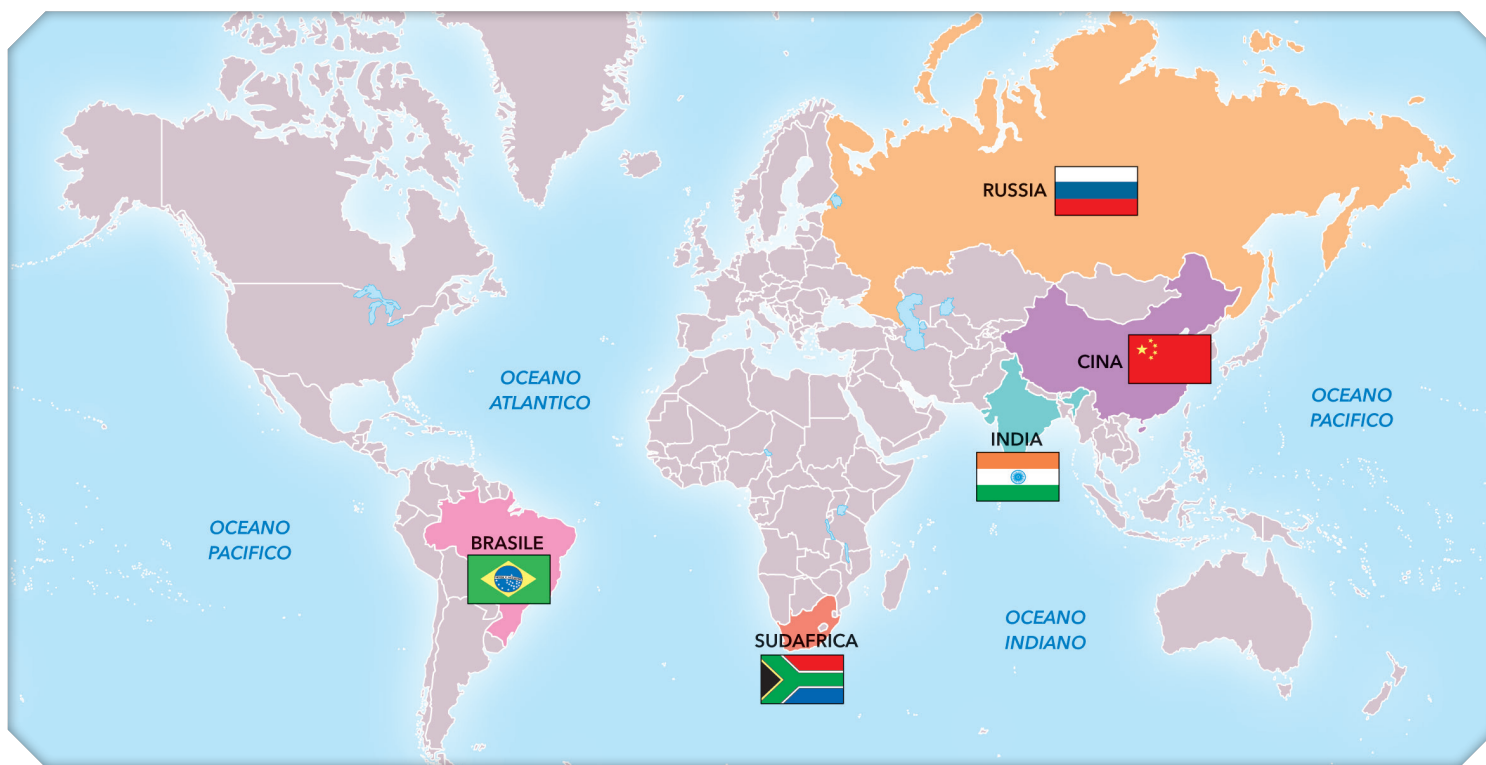 RUSSIA
CINA
OCEANO
ATLANTICO
OCEANO
PACIFICO
INDIA
OCEANO
PACIFICO
BRASILE
OCEANO
INDIANO
SUDAFRICA